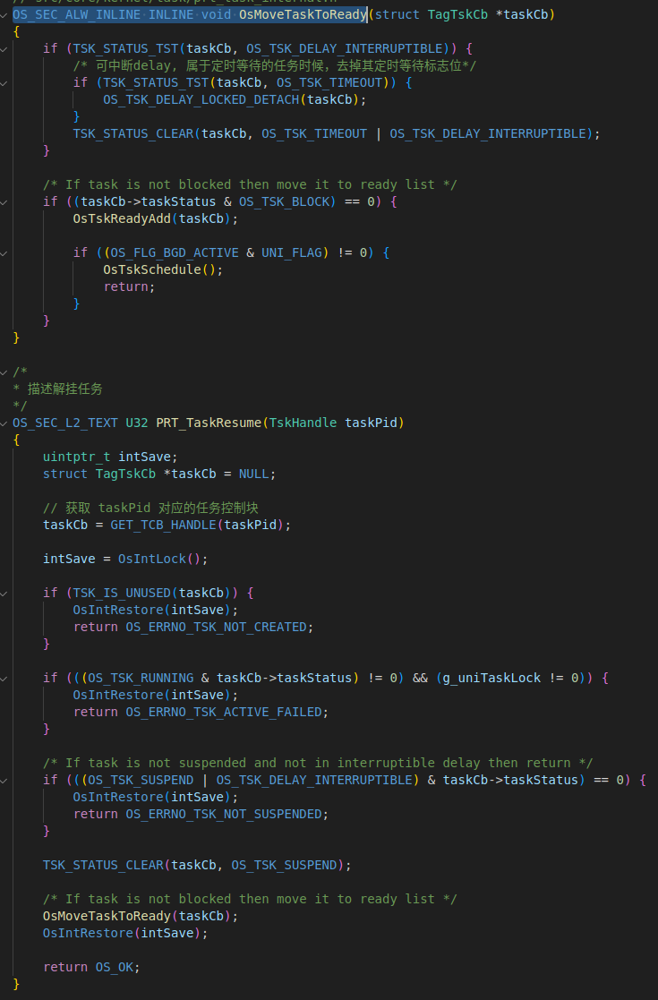 OS_SEC_ALW_INLINE INLINE void OsMoveTaskToReady(struct TagTskCb *taskCb)
{
    if (TSK_STATUS_TST(taskCb, OS_TSK_DELAY_INTERRUPTIBLE)) {
        /* 可中断delay, 属于定时等待的任务时候，去掉其定时等待标志位*/
        if (TSK_STATUS_TST(taskCb, OS_TSK_TIMEOUT)) {
            OS_TSK_DELAY_LOCKED_DETACH(taskCb);
        }
        TSK_STATUS_CLEAR(taskCb, OS_TSK_TIMEOUT | OS_TSK_DELAY_INTERRUPTIBLE);
    }

    /* If task is not blocked then move it to ready list */
    if ((taskCb->taskStatus & OS_TSK_BLOCK) == 0) {
        OsTskReadyAdd(taskCb);

        if ((OS_FLG_BGD_ACTIVE & UNI_FLAG) != 0) {
            OsTskSchedule();
            return;
        }
    }
}

/*
* 描述解挂任务
*/
OS_SEC_L2_TEXT U32 PRT_TaskResume(TskHandle taskPid)
{
    uintptr_t intSave;
    struct TagTskCb *taskCb = NULL;

    // 获取 taskPid 对应的任务控制块
    taskCb = GET_TCB_HANDLE(taskPid);

    intSave = OsIntLock();

    if (TSK_IS_UNUSED(taskCb)) {
        OsIntRestore(intSave);
        return OS_ERRNO_TSK_NOT_CREATED;
    }

    if (((OS_TSK_RUNNING & taskCb->taskStatus) != 0) && (g_uniTaskLock != 0)) {
        OsIntRestore(intSave);
        return OS_ERRNO_TSK_ACTIVE_FAILED;
    }

    /* If task is not suspended and not in interruptible delay then return */
    if (((OS_TSK_SUSPEND | OS_TSK_DELAY_INTERRUPTIBLE) & taskCb->taskStatus) == 0) {
        OsIntRestore(intSave);
        return OS_ERRNO_TSK_NOT_SUSPENDED;
    }

    TSK_STATUS_CLEAR(taskCb, OS_TSK_SUSPEND);

    /* If task is not blocked then move it to ready list */
    OsMoveTaskToReady(taskCb);
    OsIntRestore(intSave);

    return OS_OK;
}